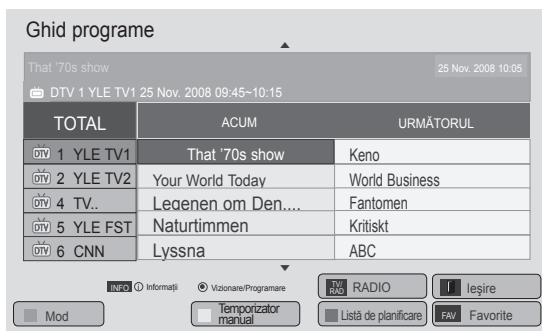 Ghid programe
That '70s show 25 Nov. 2008 10:05
DTV 1 YLE TV1 25 Nov. 2008 09:45~10:15
TOTAL ACUM URMĂTORUL
DTV 1 YLE TV1 That '70s show Keno
DTV 2 YLE TV2 Your World Today World Business
DTV 4 TV.. Legenen om Den.... Fantomen
DTV 5 YLE FST Naturtimmen Kritiskt
DTV 6 CNN Lyssna ABC
INFO i Informaţii Vizionare/Programare TV/RAD RADIO Ieşire
Mod Temporizator manual Listă de planificare FAV Favorite